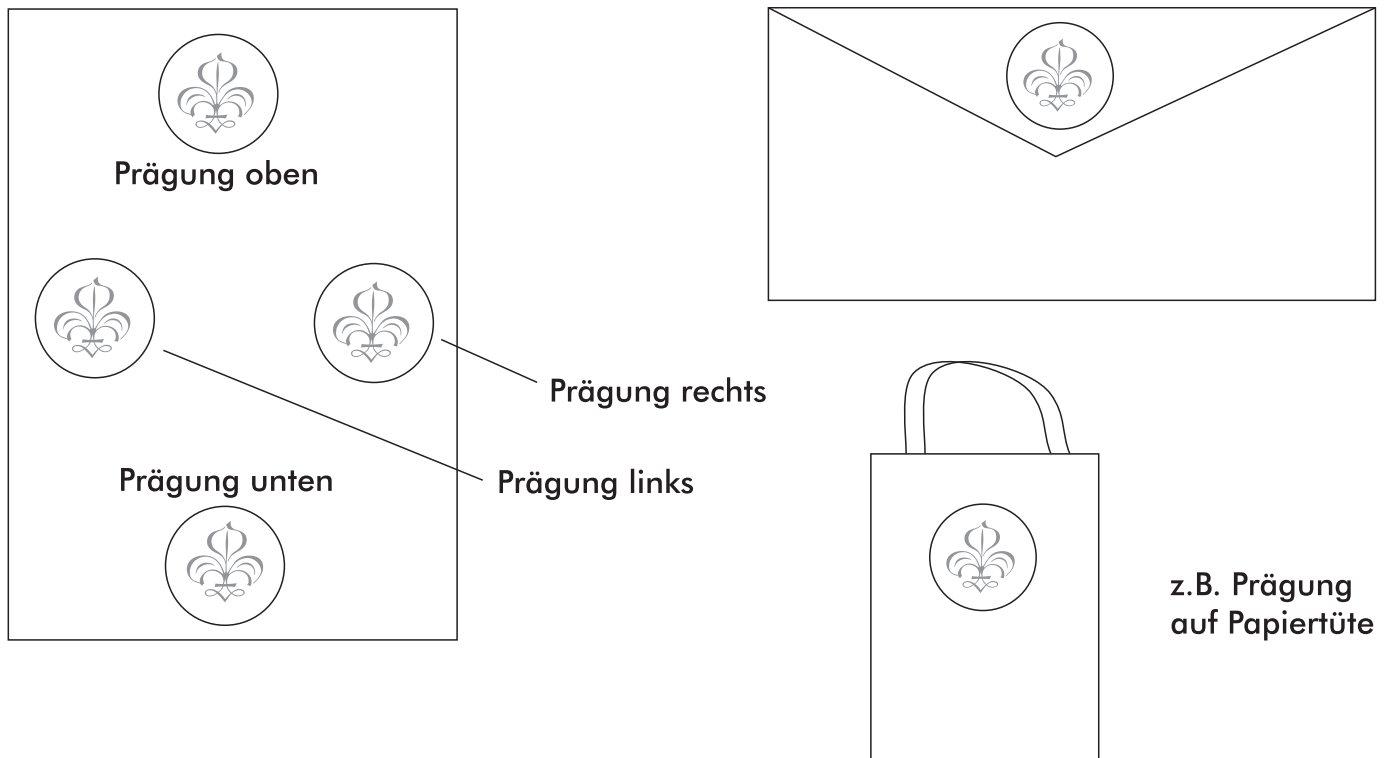 Prägung oben
Prägung rechts
Prägung unten
Prägung links
z.B. Prägung
auf Papiertüte